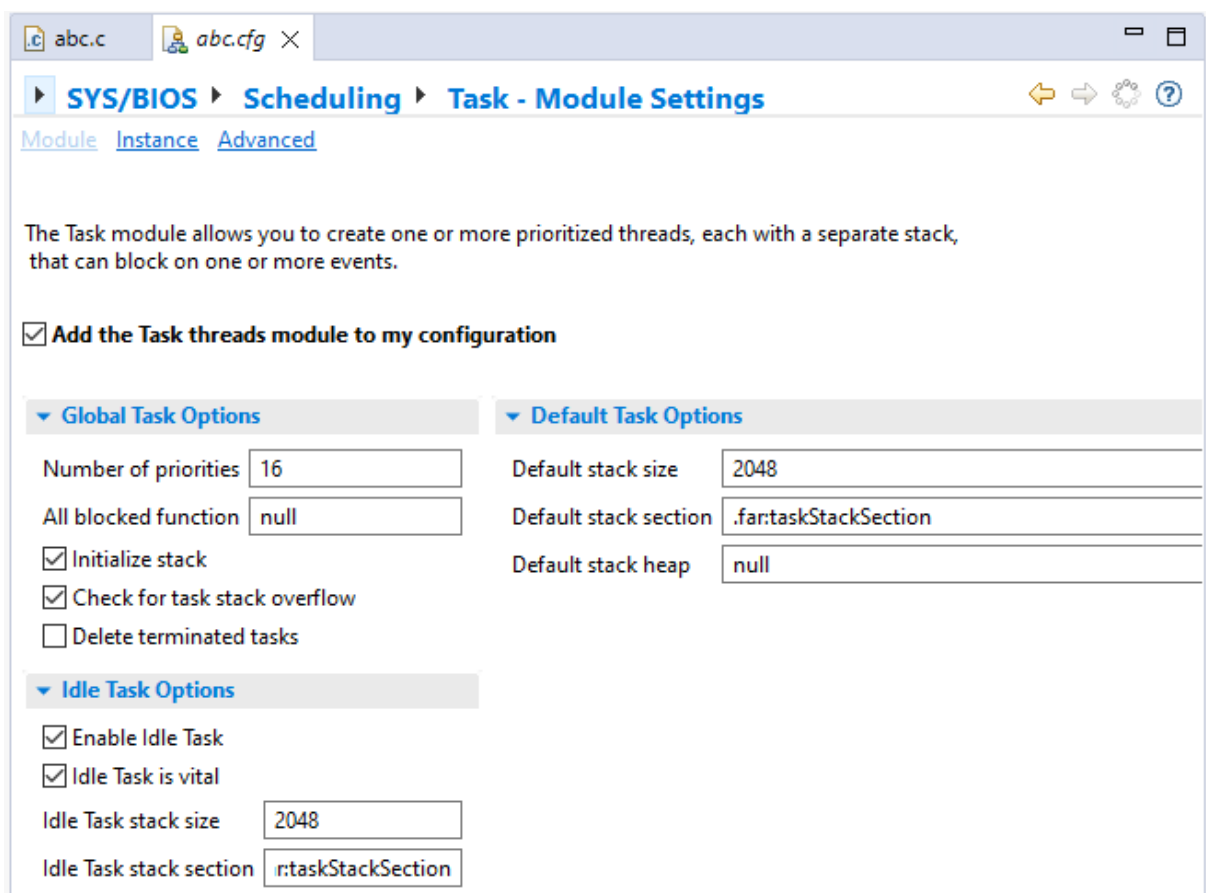 abc.c abc.cfg
SYS/BIOS Scheduling Task - Module Settings
Module Instance Advanced
The Task module allows you to create one or more prioritized threads, each with a separate stack,
that can block on one or more events.
Add the Task threads module to my configuration
Global Task Options
Number of priorities 16
All blocked function null
Initialize stack
Check for task stack overflow
Delete terminated tasks
Idle Task Options
Enable Idle Task
Idle Task is vital
Idle Task stack size 2048
Idle Task stack section r:taskStackSection
Default Task Options
Default stack size 2048
Default stack section .far:taskStackSection
Default stack heap null